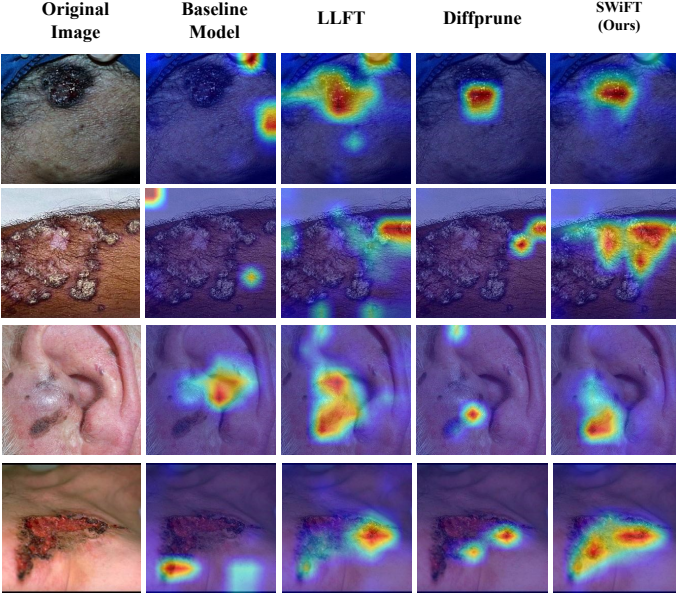 Original
Image
Baseline
Model
LLFT
Diffprune
SWiFT
(Ours)